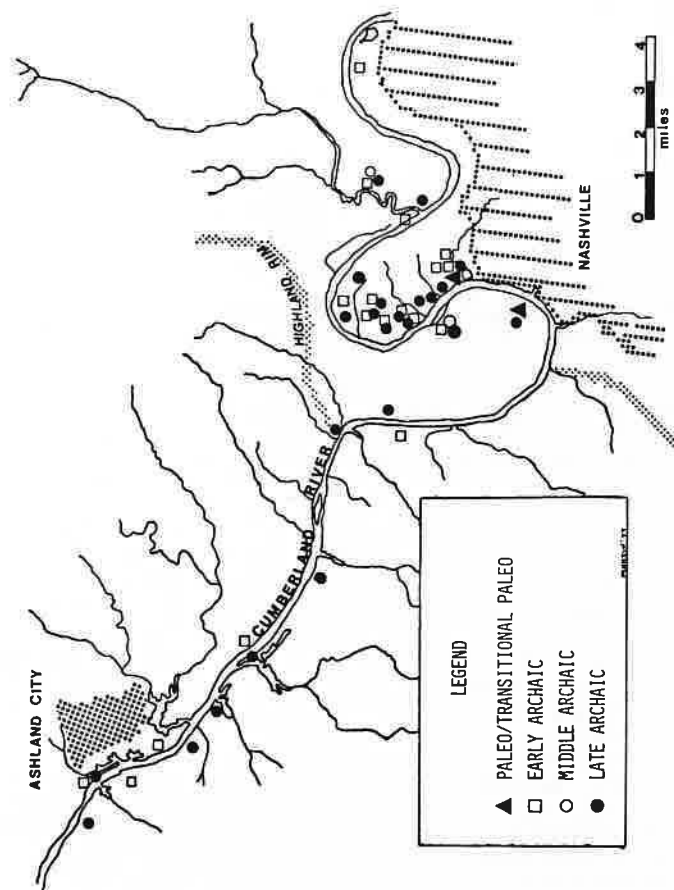 ASHLAND CITY
HIGHLAND RIM
CUMBERLAND RIVER
NASHVILLE
0 1 2 3 4
miles
LEGEND
PALEO/TRANSITIONAL PALEO
EARLY ARCHAIC
MIDDLE ARCHAIC
LATE ARCHAIC